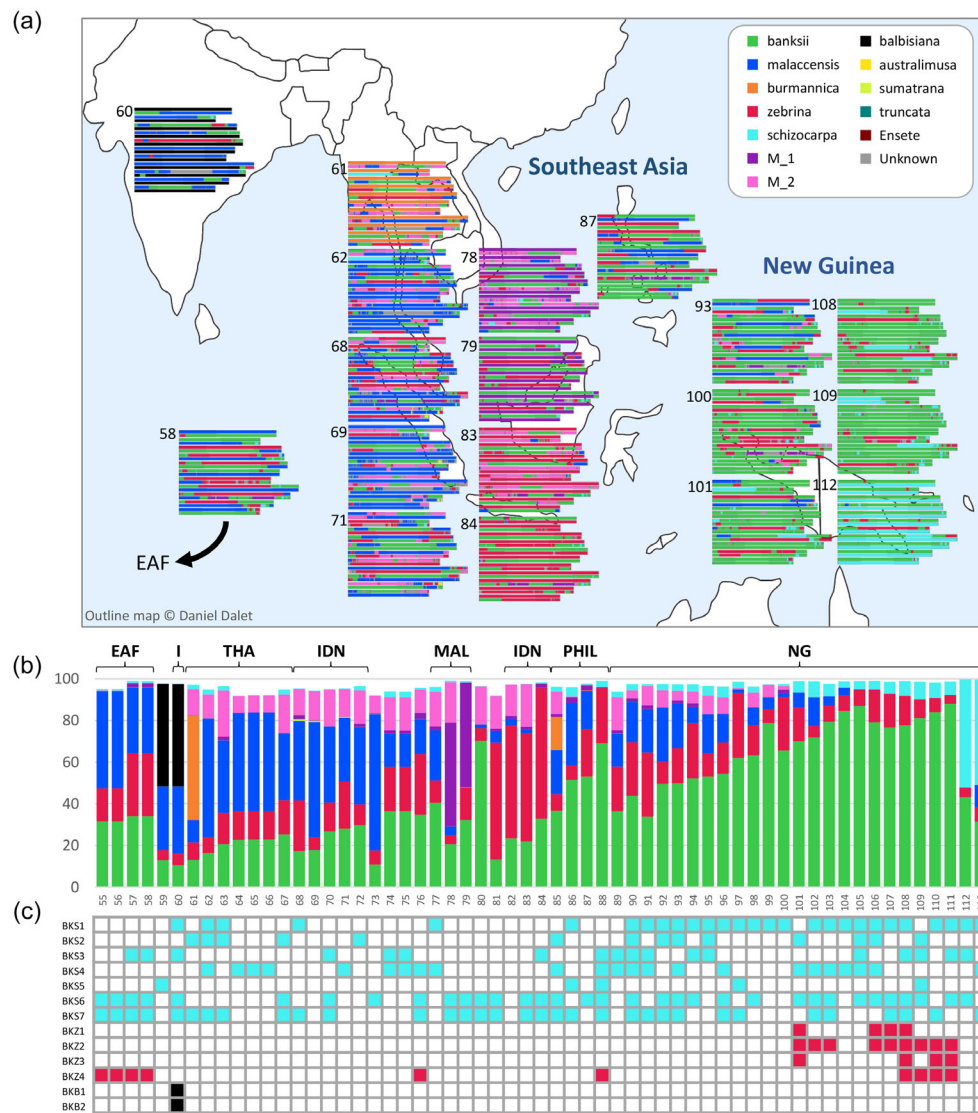 (a)
banksii
malaccensis
burmannica
zebrina
schizocarpa
M_1
M_2
balbisiana
australimusa
sumatrana
truncata
Ensete
Unknown
Southeast Asia
New Guinea
60
61
62
68
69
71
78
79
83
84
87
93
100
101
108
109
112
58
EAF
Outline map © Daniel Dalet
(b)
EAF I THA IDN MAL IDN PHIL NG
100
80
60
40
20
0
55 56 57 58 59 60 61 62 63 64 65 66 67 68 69 70 71 72 73 74 75 76 77 78 79 80 81 82 83 84 85 86 87 88 89 90 91 92 93 94 95 96 97 98 99 100 101 102 103 104 105 106 107 108 109 110 111 112
(c)
BKS1
BKS2
BKS3
BKS4
BKS5
BKS6
BKS7
BKZ1
BKZ2
BKZ3
BKZ4
BKB1
BKB2